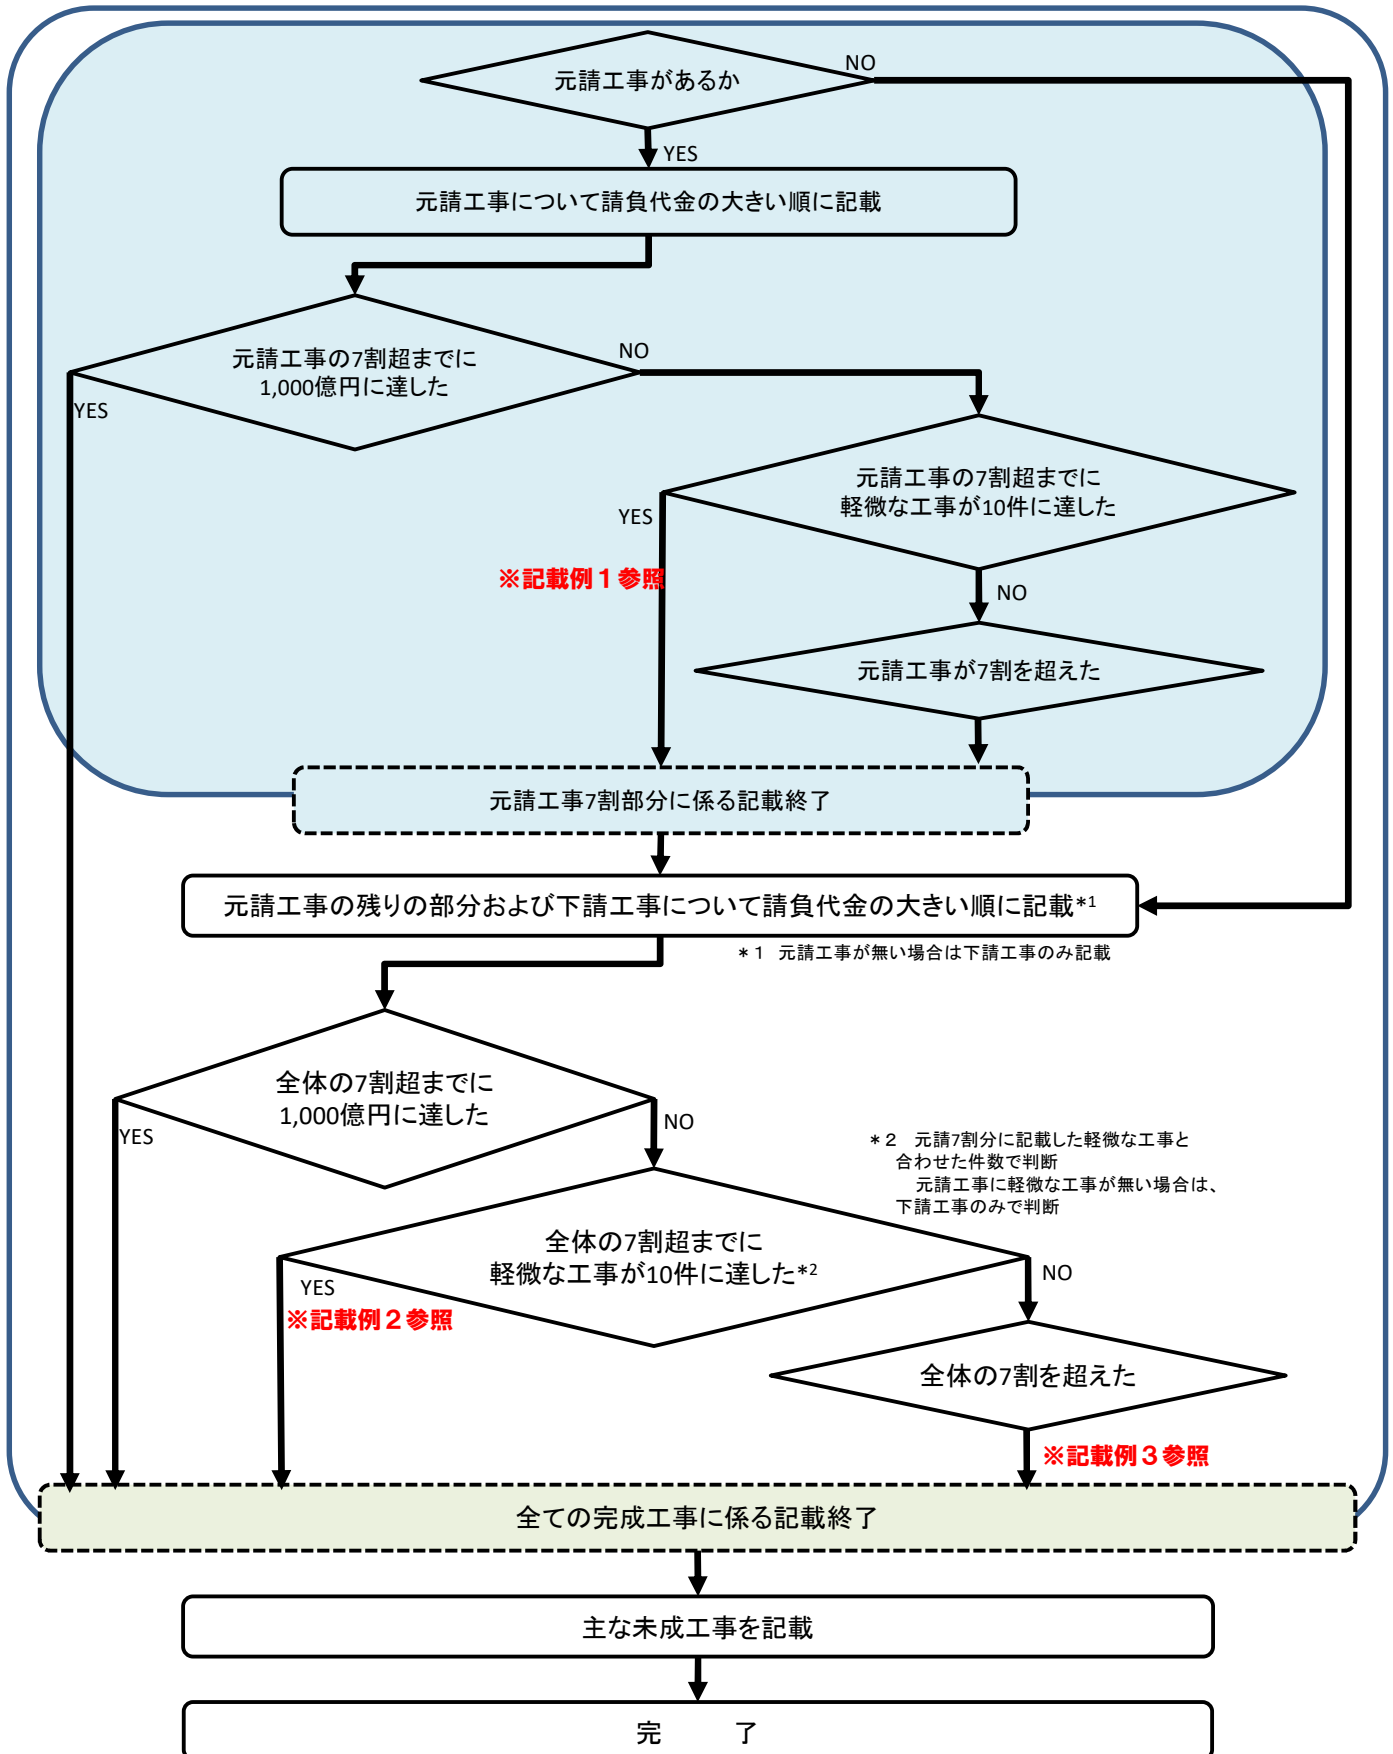 元請工事があるか
NO
YES
元請工事について請負代金の大きい順に記載
元請工事の7割超までに
1,000億円に達した
NO
YES
元請工事の7割超までに
軽微な工事が10件に達した
YES
※記載例１参照
NO
元請工事が7割を超えた
元請工事7割部分に係る記載終了
元請工事の残りの部分および下請工事について請負代金の大きい順に記載*1
＊１　元請工事が無い場合は下請工事のみ記載
全体の7割超までに
1,000億円に達した
YES
NO
＊２　元請7割分に記載した軽微な工事と
合わせた件数で判断
元請工事に軽微な工事が無い場合は、
下請工事のみで判断
全体の7割超までに
軽微な工事が10件に達した*2
YES
※記載例２参照
NO
全体の7割を超えた
※記載例３参照
全ての完成工事に係る記載終了
主な未成工事を記載
完　　　了